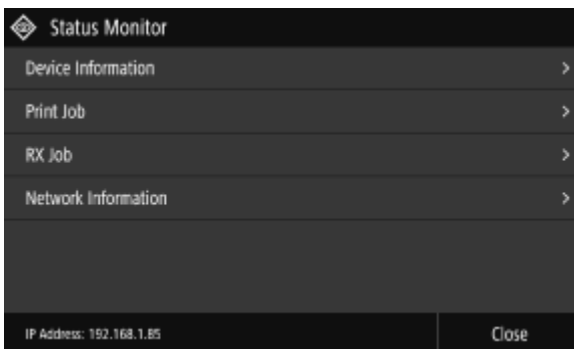 Status Monitor
Device Information
Print Job
RX Job
Network Information
IP Address: 192.168.1.85
Close